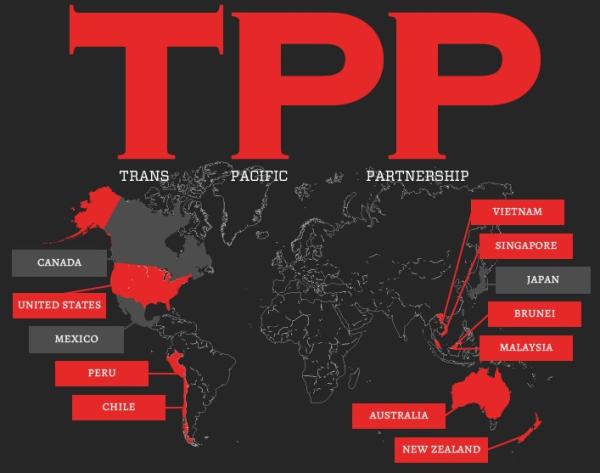 TPP
TRANS PACIFIC PARTNERSHIP
CANADA
UNITED STATES
MEXICO
PERU
CHILE
VIETNAM
SINGAPORE
JAPAN
BRUNEI
MALAYSIA
AUSTRALIA
NEW ZEALAND